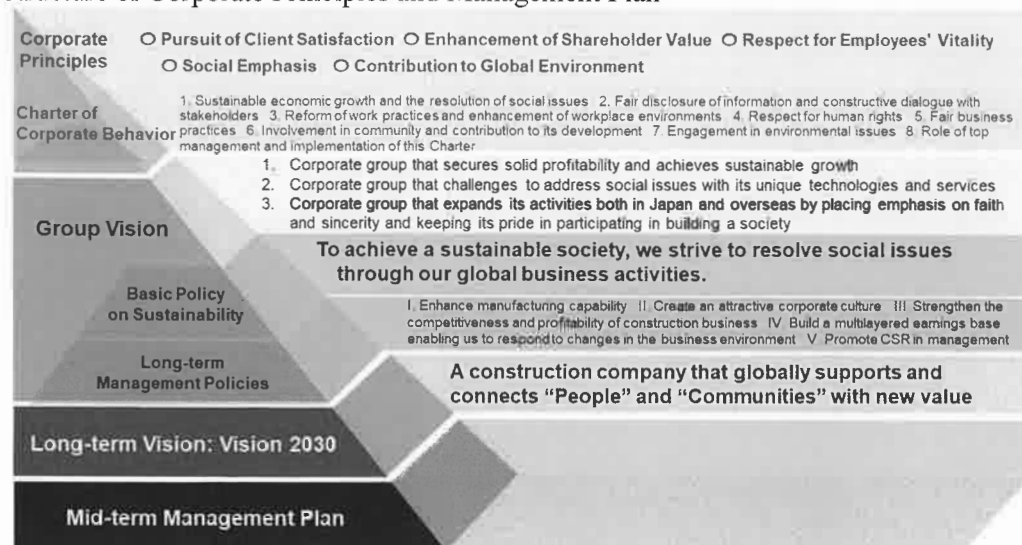 Corporate Principles and Management Plan
Corporate
Principles
O Pursuit of Client Satisfaction O Enhancement of Shareholder Value O Respect for Employees' Vitality
O Social Emphasis O Contribution to Global Environment
Charter of
Corporate Behavior
1. Sustainable economic growth and the resolution of social issues 2. Fair disclosure of information and constructive dialogue with
stakeholders 3. Reform of work practices and enhancement of workplace environments 4. Respect for human rights 5. Fair business
practices 6. Involvement in community and contribution to its development 7. Engagement in environmental issues 8. Role of top
management and implementation of this Charter
Group Vision
1. Corporate group that secures solid profitability and achieves sustainable growth
2. Corporate group that challenges to address social issues with its unique technologies and services
3. Corporate group that expands its activities both in Japan and overseas by placing emphasis on faith
and sincerity and keeping its pride in participating in building a society
Basic Policy
on Sustainability
To achieve a sustainable society, we strive to resolve social issues
through our global business activities.
Long-term
Management Policies
I. Enhance manufacturing capability II. Create an attractive corporate culture III Strengthen the
competitiveness and profitability of construction business IV Build a multilayered earnings base
enabling us to respond to changes in the business environment V Promote CSR in management
Long-term Vision: Vision 2030
A construction company that globally supports and
connects "People" and "Communities" with new value
Mid-term Management Plan